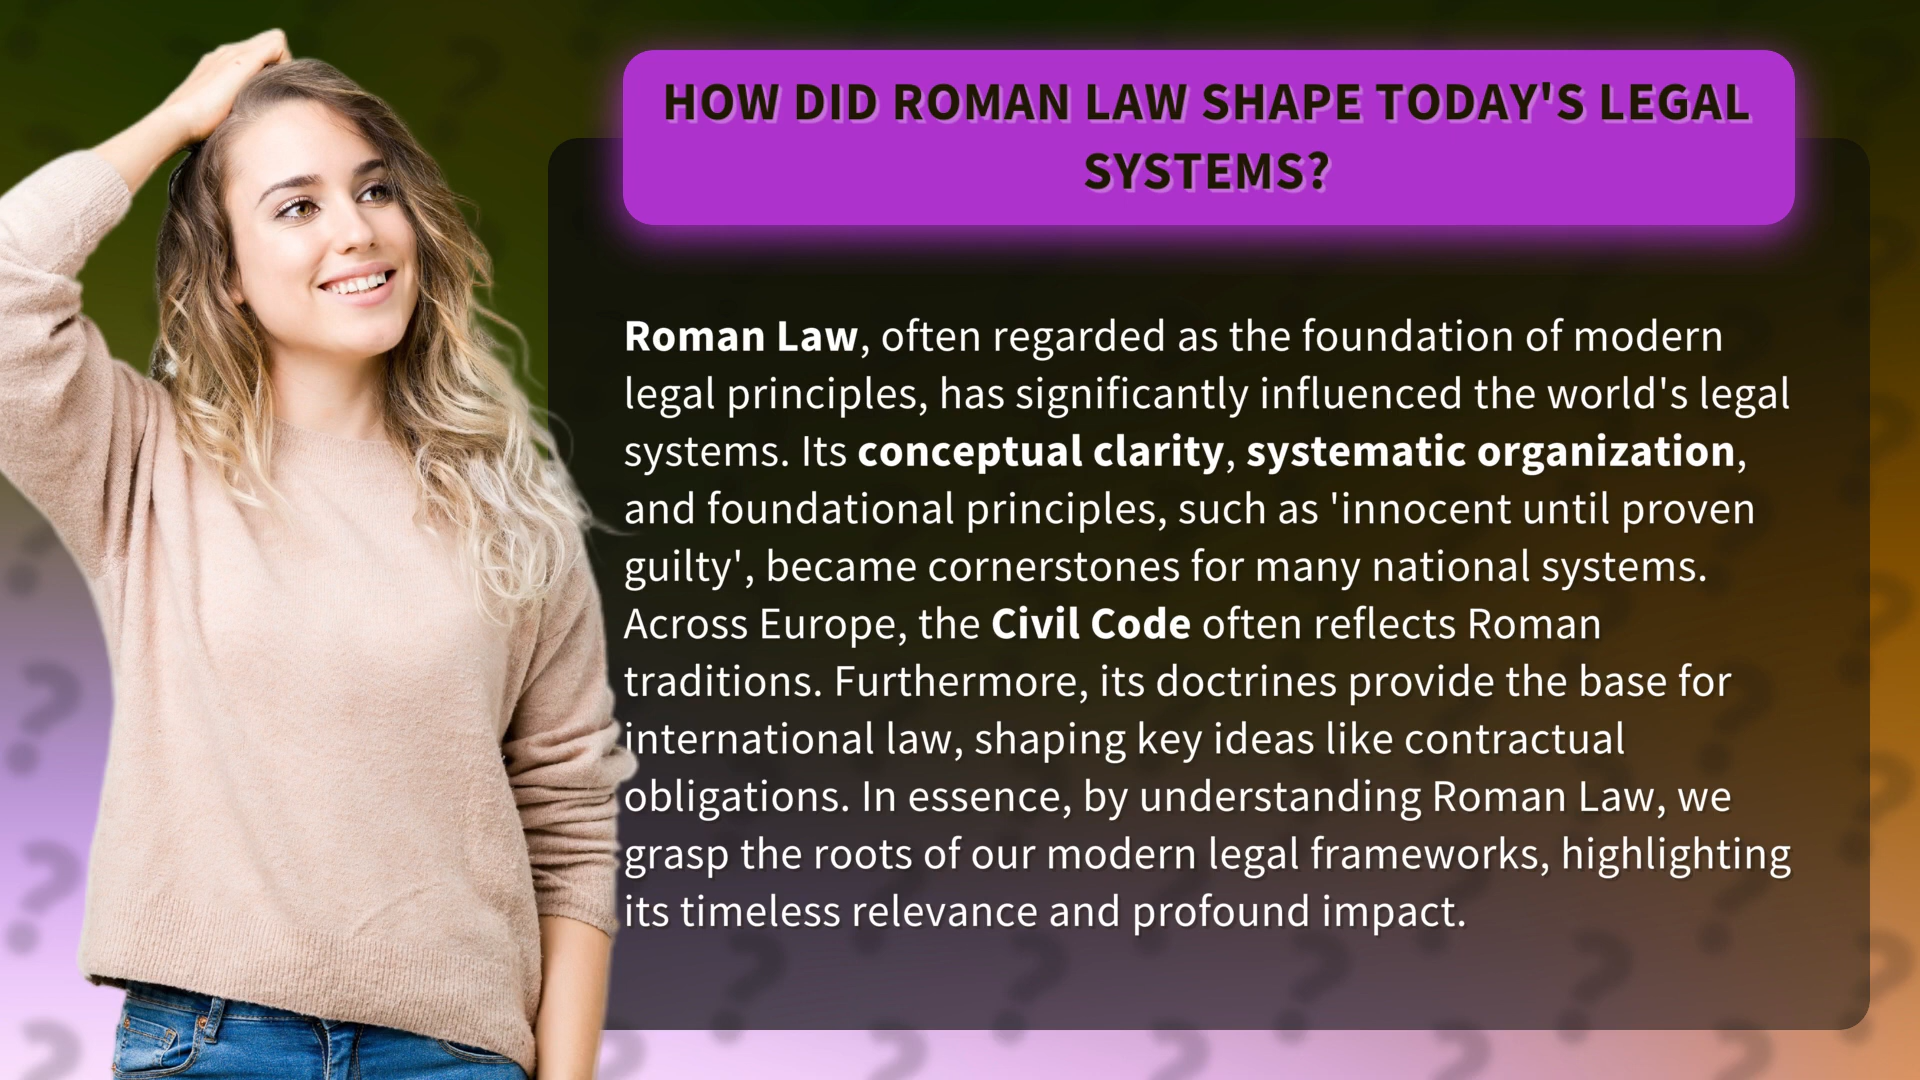 HOW DID ROMAN LAW SHAPE TODAY'S LEGAL
SYSTEMS?
Roman Law, often regarded as the foundation of modern
legal principles, has significantly influenced the world's legal
systems. Its conceptual clarity, systematic organization,
and foundational principles, such as 'innocent until proven
guilty', became cornerstones for many national systems.
Across Europe, the Civil Code often reflects Roman
traditions. Furthermore, its doctrines provide the base for
international law, shaping key ideas like contractual
obligations. In essence, by understanding Roman Law, we
grasp the roots of our modern legal frameworks, highlighting
its timeless relevance and profound impact.